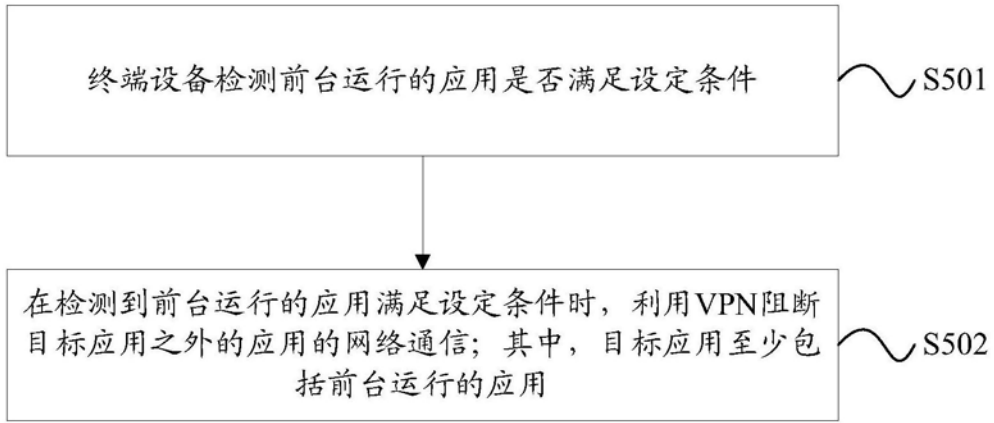 终端设备检测前台运行的应用是否满足设定条件
S501
在检测到前台运行的应用满足设定条件时，利用VPN阻断
目标应用之外的应用的网络通信；其中，目标应用至少包
括前台运行的应用
S502